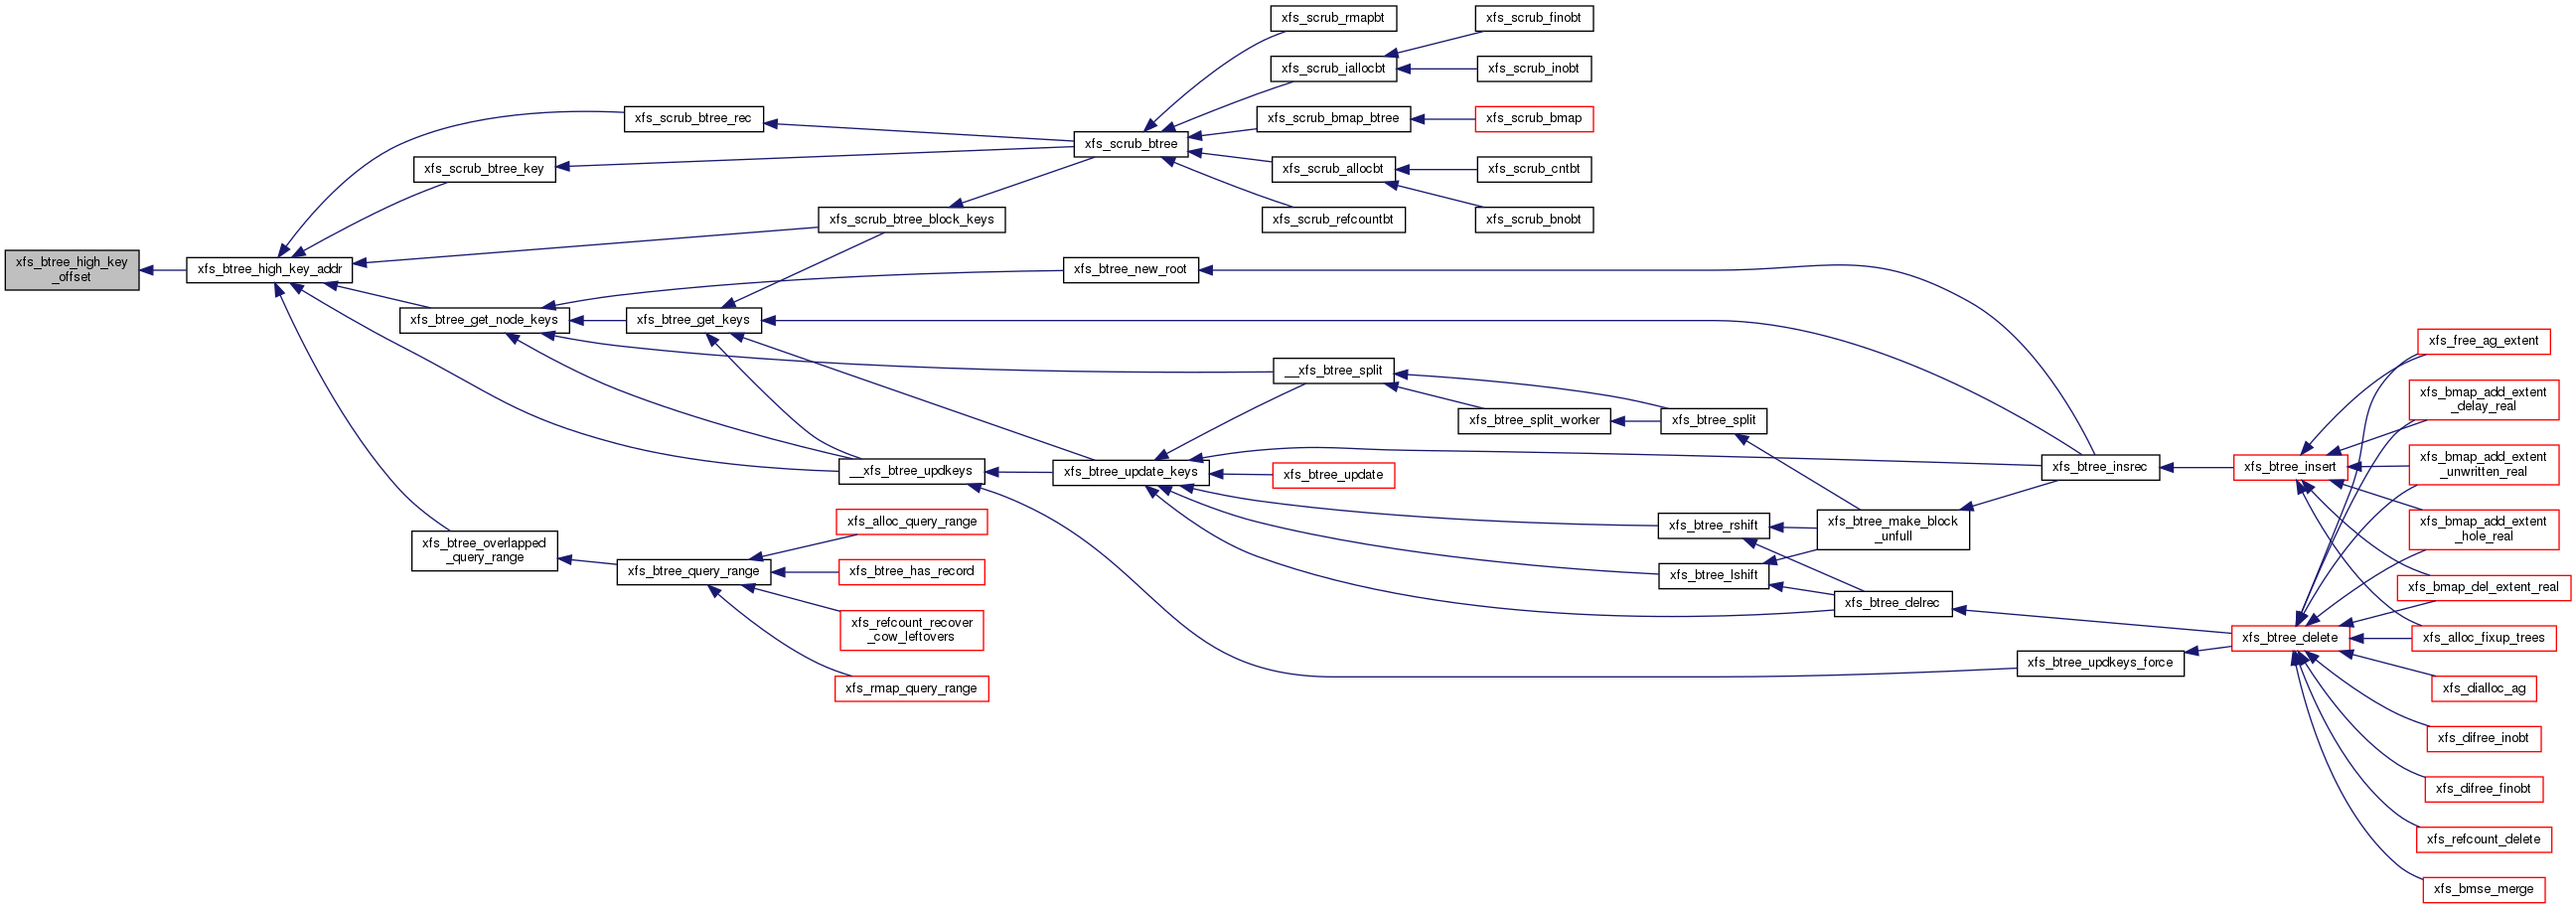 xfs_btree_high_key
_offset
xfs_btree_high_key_addr
xfs_scrub_btree_rec
xfs_scrub_btree_key
xfs_scrub_btree_block_keys
xfs_btree_get_node_keys
xfs_btree_get_keys
__xfs_btree_updkeys
xfs_btree_overlapped
_query_range
xfs_btree_query_range
xfs_alloc_query_range
xfs_btree_has_record
xfs_refcount_recover
_cow_leftovers
xfs_rmap_query_range
xfs_scrub_btree
xfs_btree_new_root
xfs_btree_update_keys
xfs_scrub_rmapbt
xfs_scrub_iallocbt
xfs_scrub_bmap_btree
xfs_scrub_allocbt
xfs_scrub_refcountbt
xfs_scrub_finobt
xfs_scrub_inobt
xfs_scrub_bmap
xfs_scrub_cntbt
xfs_scrub_bnobt
__xfs_btree_split
xfs_btree_split_worker
xfs_btree_update
xfs_btree_split
xfs_btree_rshift
xfs_btree_lshift
xfs_btree_make_block
_unfull
xfs_btree_delrec
xfs_btree_insrec
xfs_btree_updkeys_force
xfs_btree_insert
xfs_btree_delete
xfs_free_ag_extent
xfs_bmap_add_extent
_delay_real
xfs_bmap_add_extent
_unwritten_real
xfs_bmap_add_extent
_hole_real
xfs_bmap_del_extent_real
xfs_alloc_fixup_trees
xfs_dialloc_ag
xfs_difree_inobt
xfs_difree_finobt
xfs_refcount_delete
xfs_bmse_merge